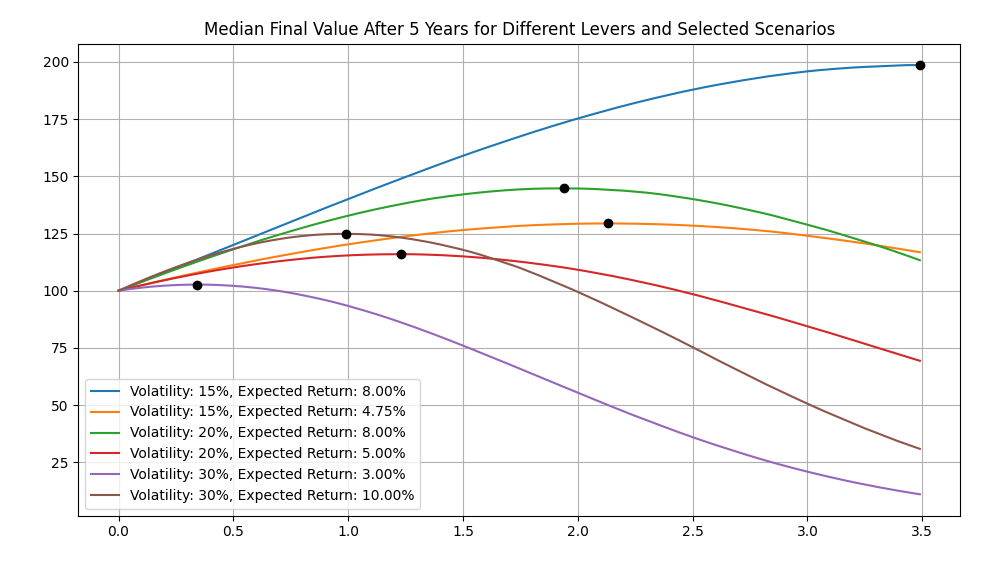 Median Final Value After 5 Years for Different Levers and Selected Scenarios
200
175
150
125
100
75
50
25
Volatility: 15%, Expected Return: 8.00%
Volatility: 15%, Expected Return: 4.75%
Volatility: 20%, Expected Return: 8.00%
Volatility: 20%, Expected Return: 5.00%
Volatility: 30%, Expected Return: 3.00%
Volatility: 30%, Expected Return: 10.00%
0.0 0.5 1.0 1.5 2.0 2.5 3.0 3.5